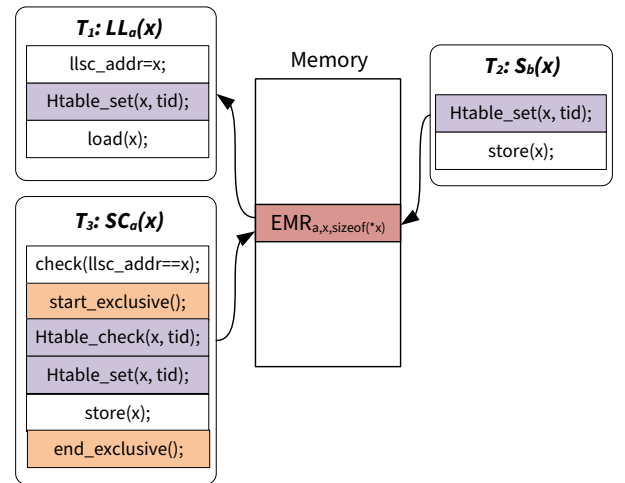 T1: LLa(x)
llsc_addr=x;
Htable_set(x, tid);
load(x);
Memory
EMRa,x,sizeof(*x)
T2: Sb(x)
Htable_set(x, tid);
store(x);
T3: SCa(x)
check(llsc_addr==x);
start_exclusive();
Htable_check(x, tid);
Htable_set(x, tid);
store(x);
end_exclusive();